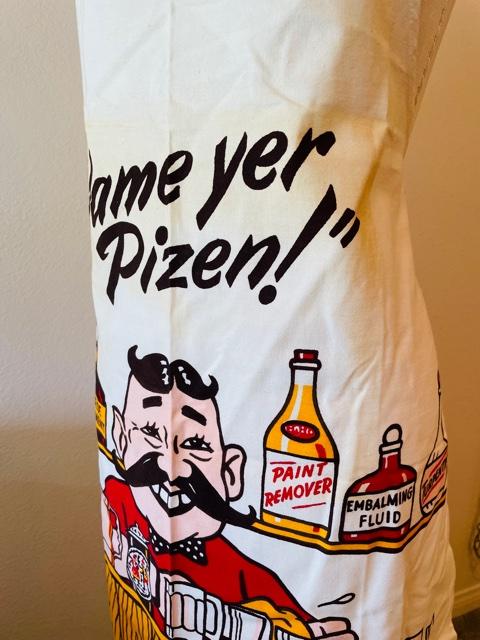 ame yer
Pizen!"
PAINT
REMOVER
EMBALMING
FLUID